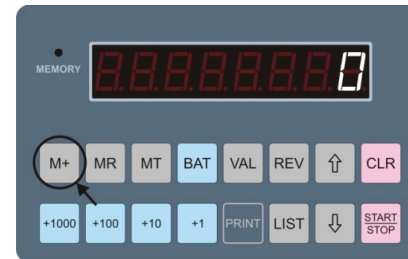 MEMORY
0
M+ MR MT BAT VAL REV ⇧ CLR
+1000 +100 +10 +1 PRINT LIST ⇩ START
STOP